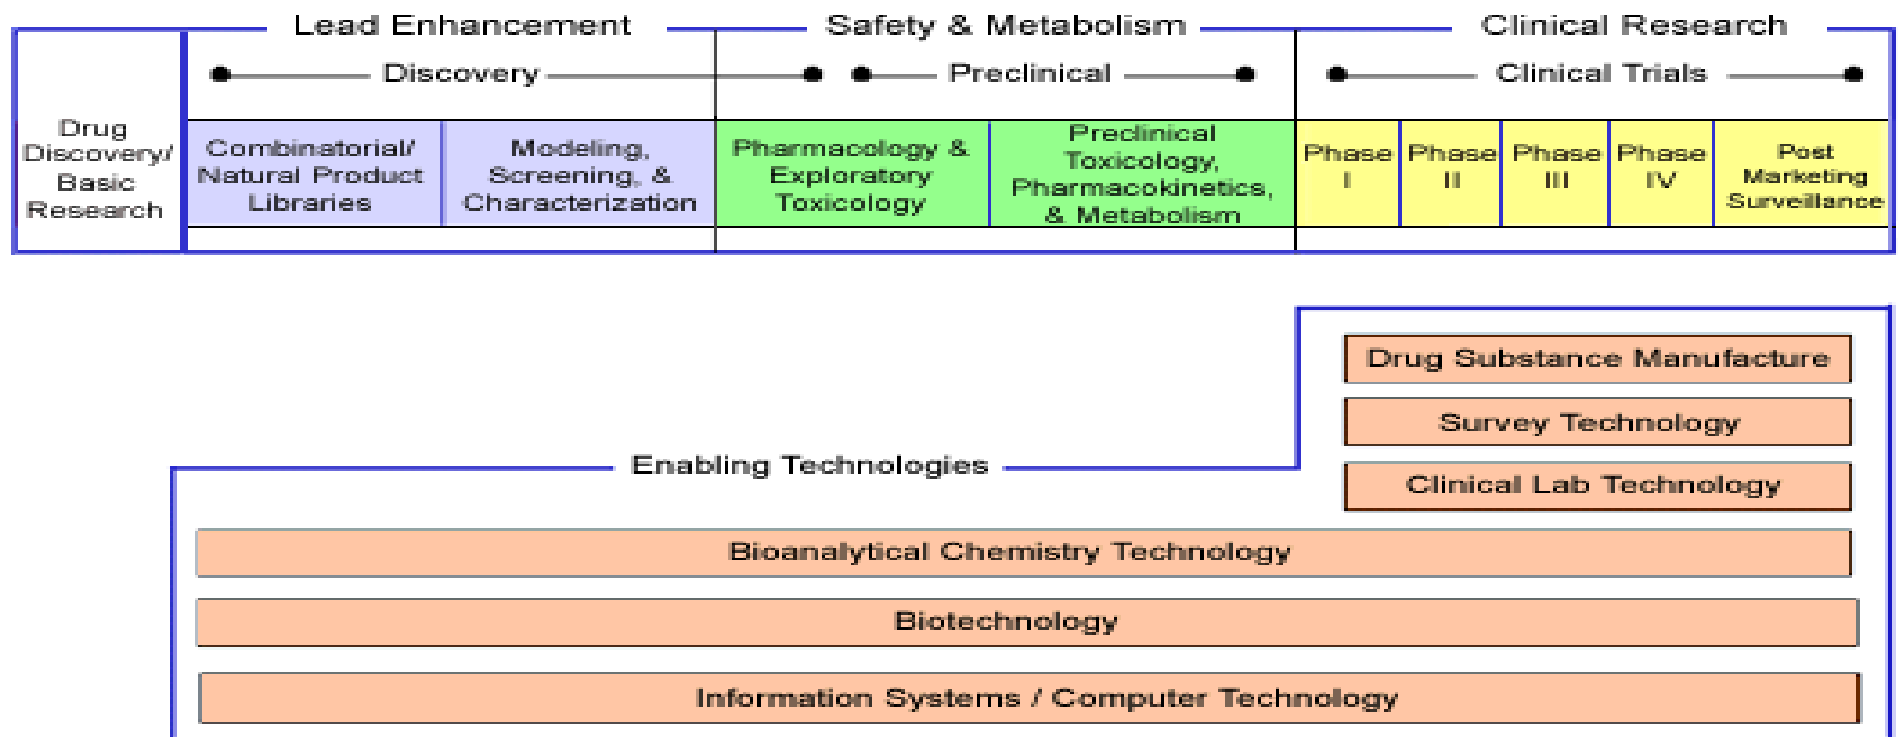 Lead Enhancement
Safety & Metabolism
Clinical Research
Discovery
Preclinical
Clinical Trials
Drug
Discovery/
Basic
Research
Combinatorial/
Natural Product
Libraries
Modeling,
Screening, &
Characterization
Pharmacology &
Exploratory
Toxicology
Preclinical
Toxicology,
Pharmacokinetics,
& Metabolism
Phase
I
Phase
II
Phase
III
Phase
IV
Post
Marketing
Surveillance
Drug Substance Manufacture
Survey Technology
Clinical Lab Technology
Enabling Technologies
Bioanalytical Chemistry Technology
Biotechnology
Information Systems / Computer Technology